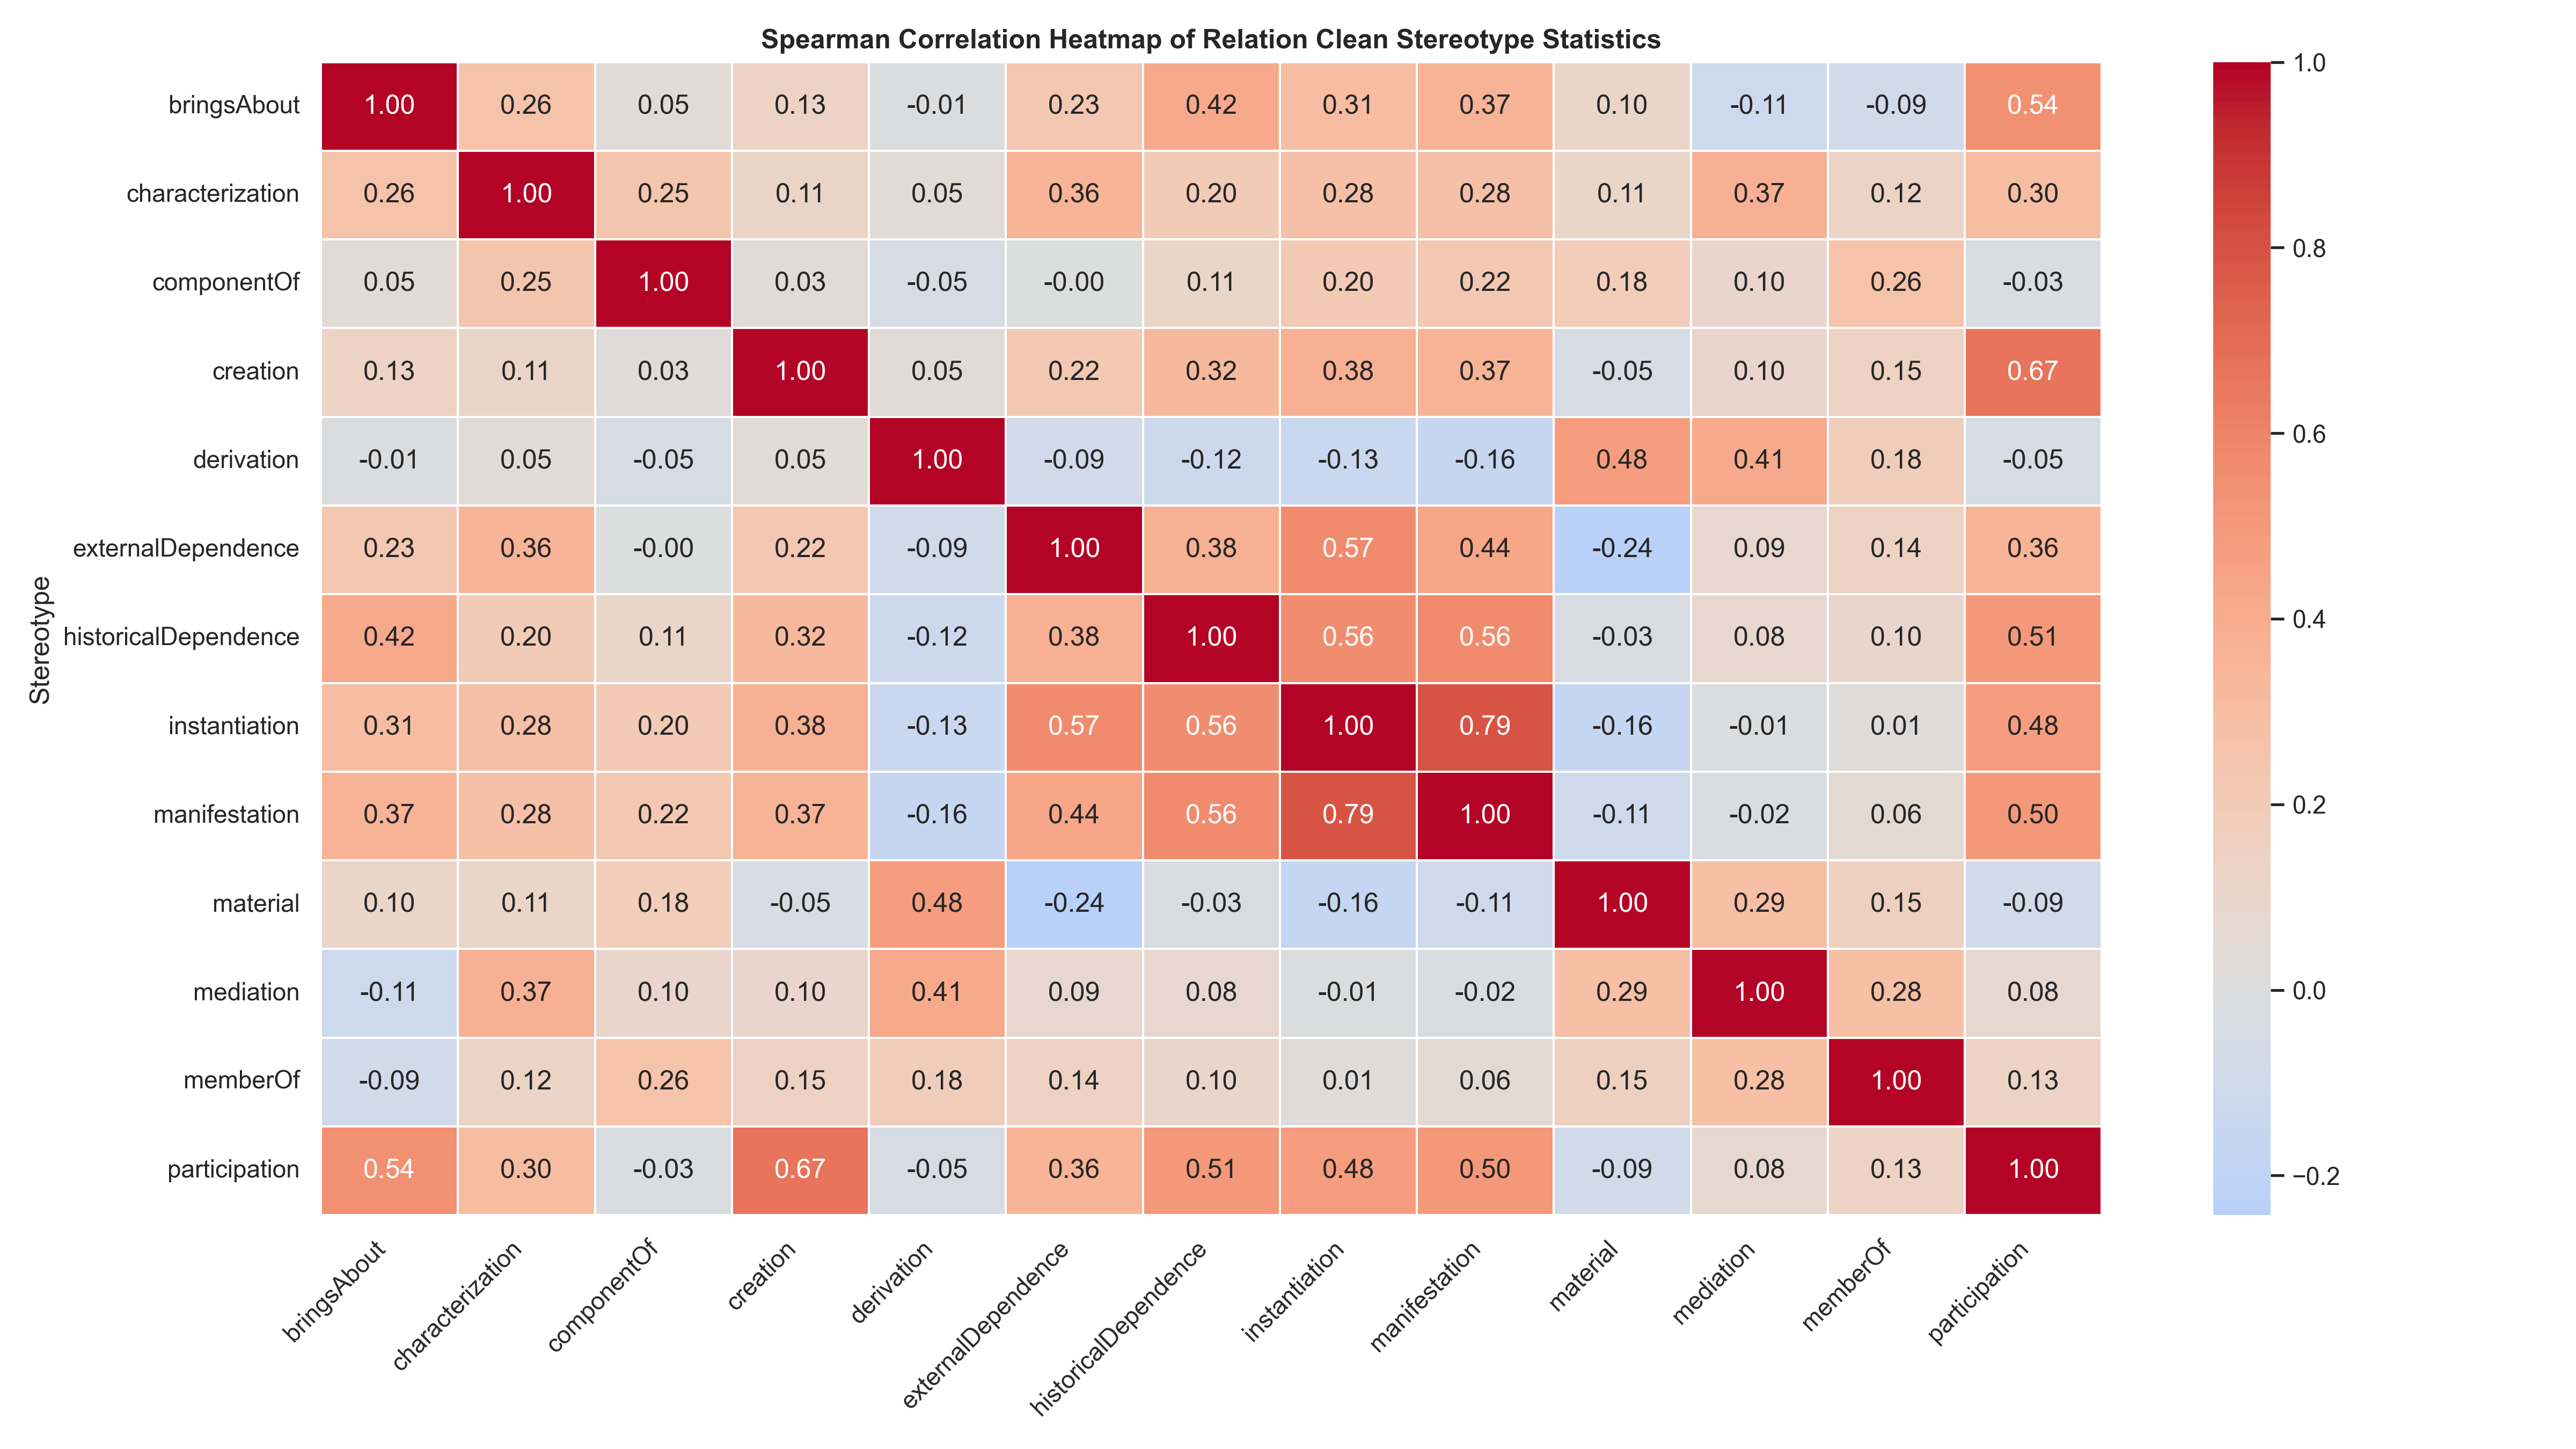 Spearman Correlation Heatmap of Relation Clean Stereotype Statistics
bringsAbout 1.00 0.26 0.05 0.13 -0.01 0.23 0.42 0.31 0.37 0.10 -0.11 -0.09 0.54
characterization 0.26 1.00 0.25 0.11 0.05 0.36 0.20 0.28 0.28 0.11 0.37 0.12 0.30
componentOf 0.05 0.25 1.00 0.03 -0.05 -0.00 0.11 0.20 0.22 0.18 0.10 0.26 -0.03
creation 0.13 0.11 0.03 1.00 0.05 0.22 0.32 0.38 0.37 -0.05 0.10 0.15 0.67
derivation -0.01 0.05 -0.05 0.05 1.00 -0.09 -0.12 -0.13 -0.16 0.48 0.41 0.18 -0.05
externalDependence 0.23 0.36 -0.00 0.22 -0.09 1.00 0.38 0.57 0.44 -0.24 0.09 0.14 0.36
historicalDependence 0.42 0.20 0.11 0.32 -0.12 0.38 1.00 0.56 0.56 -0.03 0.08 0.10 0.51
instantiation 0.31 0.28 0.20 0.38 -0.13 0.57 0.56 1.00 0.79 -0.16 -0.01 0.01 0.48
manifestation 0.37 0.28 0.22 0.37 -0.16 0.44 0.56 0.79 1.00 -0.11 -0.02 0.06 0.50
material 0.10 0.11 0.18 -0.05 0.48 -0.24 -0.03 -0.16 -0.11 1.00 0.29 0.15 -0.09
mediation -0.11 0.37 0.10 0.10 0.41 0.09 0.08 -0.01 -0.02 0.29 1.00 0.28 0.08
memberOf -0.09 0.12 0.26 0.15 0.18 0.14 0.10 0.01 0.06 0.15 0.28 1.00 0.13
participation 0.54 0.30 -0.03 0.67 -0.05 0.36 0.51 0.48 0.50 -0.09 0.08 0.13 1.00
Stereotype
bringsAbout
characterization
componentOf
creation
derivation
externalDependence
historicalDependence
instantiation
manifestation
material
mediation
memberOf
participation
1.0
0.8
0.6
0.4
0.2
0.0
−0.2